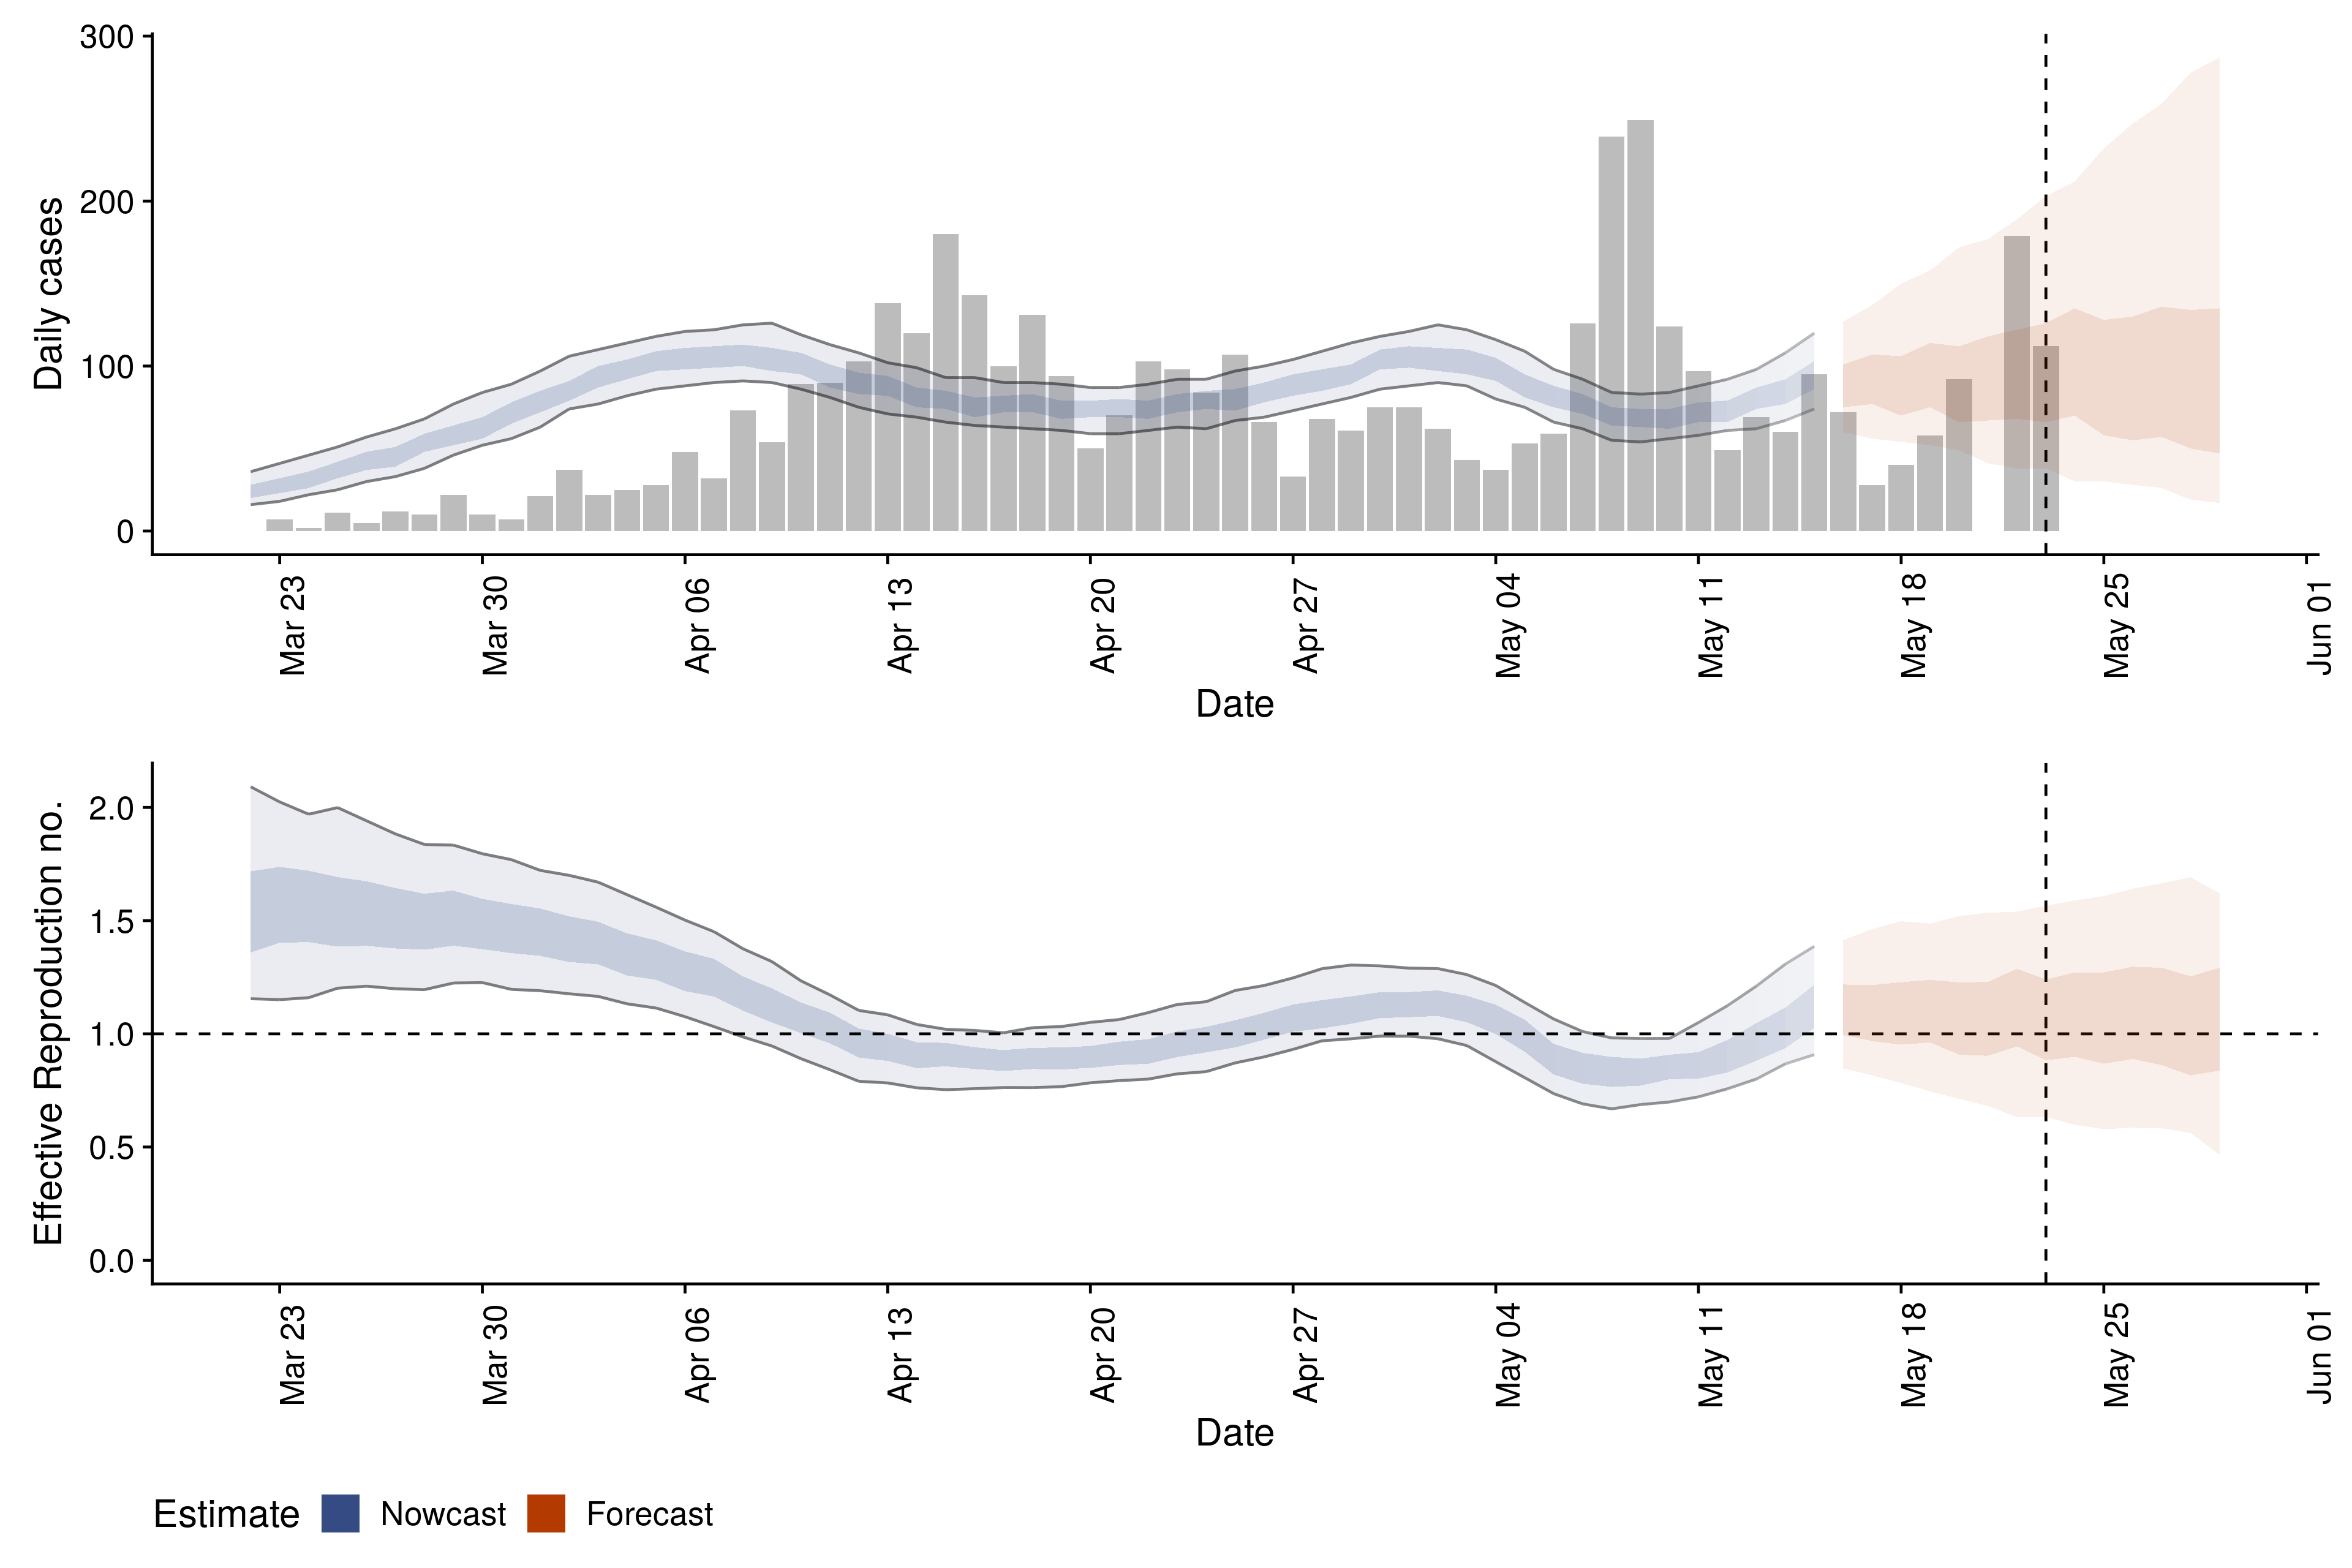 300
200
100
0
Daily cases
Mar 23
Mar 30
Apr 06
Apr 13
Apr 20
Apr 27
May 04
May 11
May 18
May 25
Jun 01
Date
2.0
1.5
1.0
0.5
0.0
Effective Reproduction no.
Mar 23
Mar 30
Apr 06
Apr 13
Apr 20
Apr 27
May 04
May 11
May 18
May 25
Jun 01
Date
Estimate Nowcast Forecast